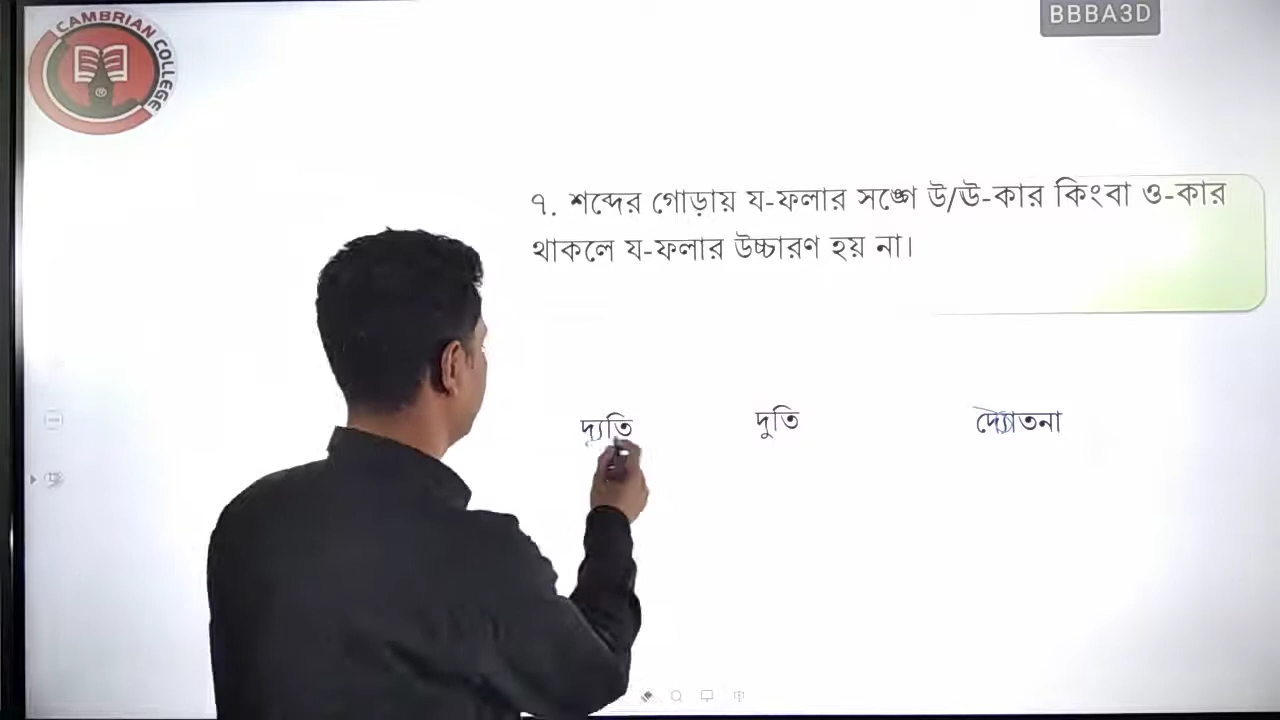 CAMBRIAN COLLEGE
BBBA3D
৭. শব্দের গোড়ায় য-ফলার সঙ্গে উ/ঊ-কার কিংবা ও-কার
থাকলে য-ফলার উচ্চারণ হয় না।
দ্যুতি দুতি দ্যোতনা